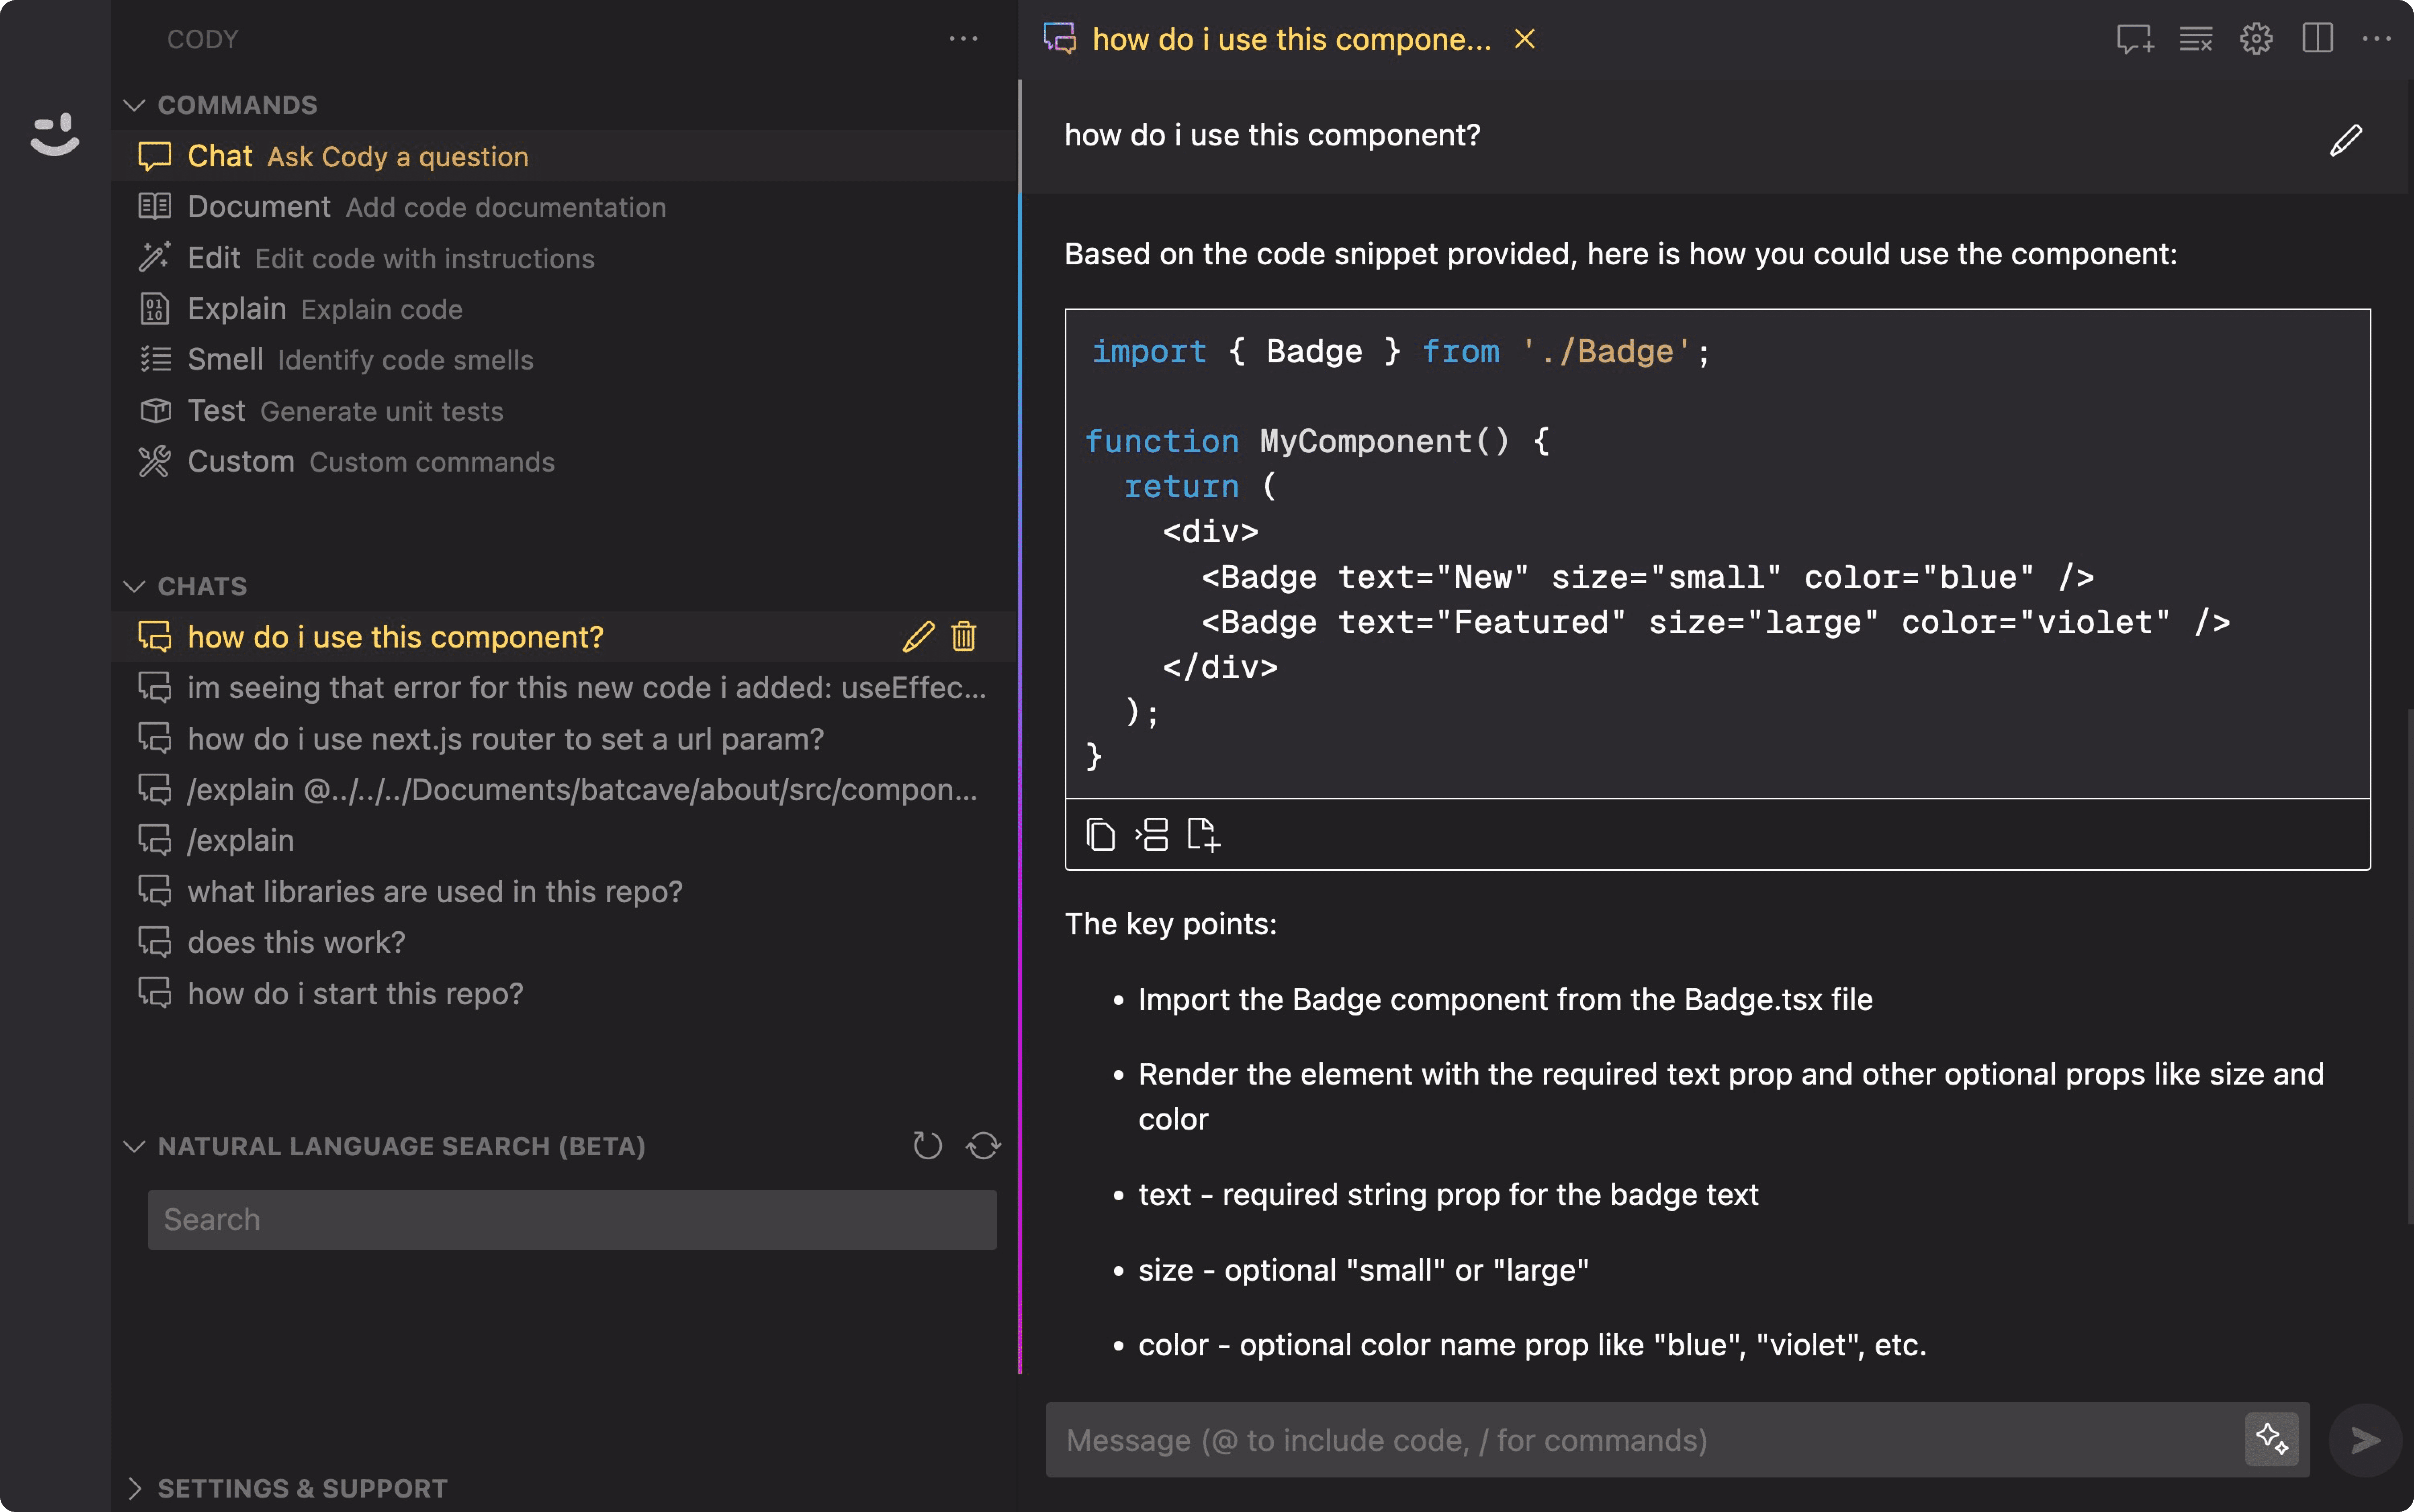 CODY
COMMANDS
Chat Ask Cody a question
Document Add code documentation
Edit Edit code with instructions
Explain Explain code
Smell Identify code smells
Test Generate unit tests
Custom Custom commands
CHATS
how do i use this component?
im seeing that error for this new code i added: useEffec...
how do i use next.js router to set a url param?
/explain @../../../Documents/batcave/about/src/compon...
/explain
what libraries are used in this repo?
does this work?
how do i start this repo?
NATURAL LANGUAGE SEARCH (BETA)
Search
SETTINGS & SUPPORT
how do i use this compone...
how do i use this component?
Based on the code snippet provided, here is how you could use the component:
import { Badge } from './Badge';
function MyComponent() {
  return (
    <div>
      <Badge text="New" size="small" color="blue" />
      <Badge text="Featured" size="large" color="violet" />
    </div>
  );
}
The key points:
• Import the Badge component from the Badge.tsx file
• Render the element with the required text prop and other optional props like size and
color
• text - required string prop for the badge text
• size - optional "small" or "large"
• color - optional color name prop like "blue", "violet", etc.
Message (@ to include code, / for commands)